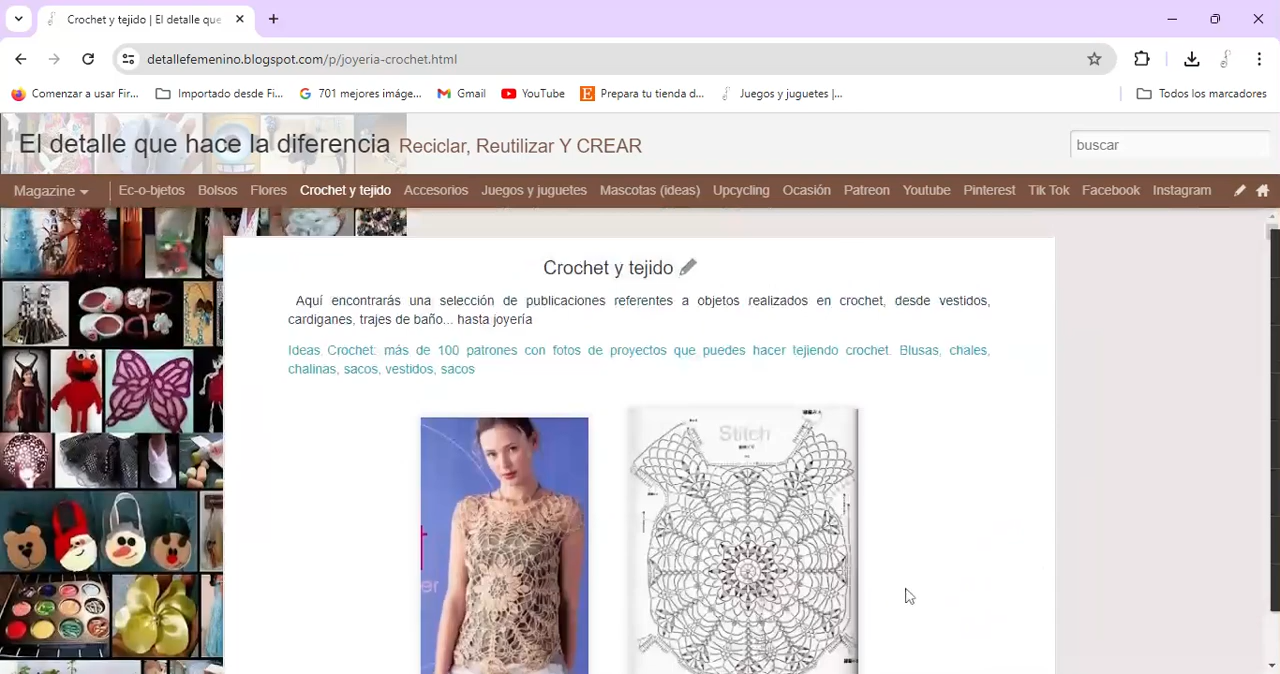 Crochet y tejido | El detalle que
detallefemenino.blogspot.com/p/joyeria-crochet.html
Comenzar a usar Fir... Importado desde Fi... 701 mejores imáge... Gmail YouTube Prepara tu tienda d... Juegos y juguetes |... Todos los marcadores
El detalle que hace la diferencia Reciclar, Reutilizar Y CREAR buscar
Magazine Ec-o-bjetos Bolsos Flores Crochet y tejido Accesorios Juegos y juguetes Mascotas (ideas) Upcycling Ocasión Patreon Youtube Pinterest Tik Tok Facebook Instagram
Crochet y tejido
Aquí encontrarás una selección de publicaciones referentes a objetos realizados en crochet, desde vestidos,
cardiganes, trajes de baño... hasta joyería
Ideas Crochet: más de 100 patrones con fotos de proyectos que puedes hacer tejiendo crochet. Blusas, chales,
chalinas, sacos, vestidos, sacos
Stitch